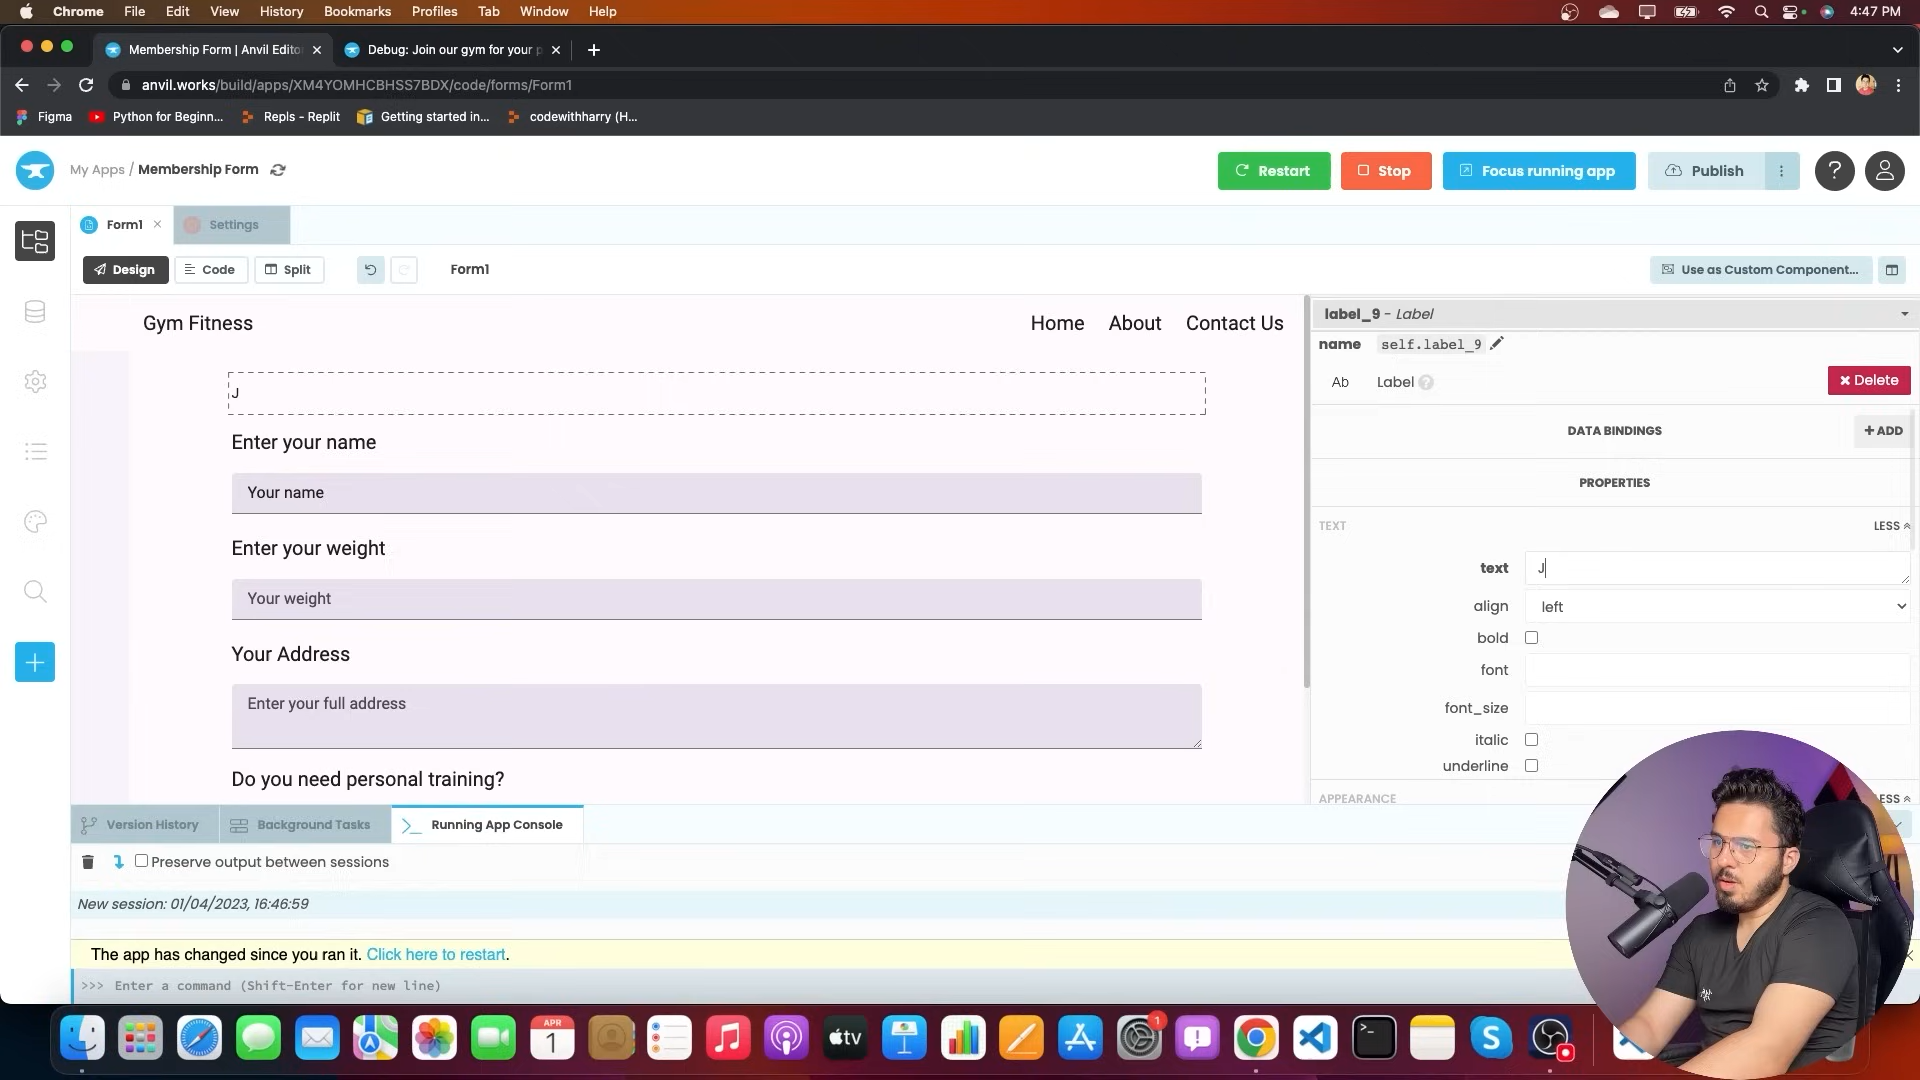 Chrome File Edit View History Bookmarks Profiles Tab Window Help 4:47 PM
Membership Form | Anvil Edito
Debug: Join our gym for your p
anvil.works/build/apps/XM4YOMHCBHSS7BDX/code/forms/Form1
Figma Python for Beginn... Repls - Replit Getting started in... codewithharry (H...
My Apps / Membership Form
Restart Stop Focus running app Publish ?
Form1 Settings
Design Code Split Form1 Use as Custom Component...
Gym Fitness Home About Contact Us
J
Enter your name
Your name
Enter your weight
Your weight
Your Address
Enter your full address
Do you need personal training?
label_9 - Label
name self.label_9
Ab Label ? Delete
DATA BINDINGS + ADD
PROPERTIES
TEXT LESS
text J
align left
bold
font
font_size
italic
underline
APPEARANCE LESS
Version History Background Tasks Running App Console
Preserve output between sessions
New session: 01/04/2023, 16:46:59
The app has changed since you ran it. Click here to restart.
>>> Enter a command (Shift-Enter for new line)
APR
1
tv
1